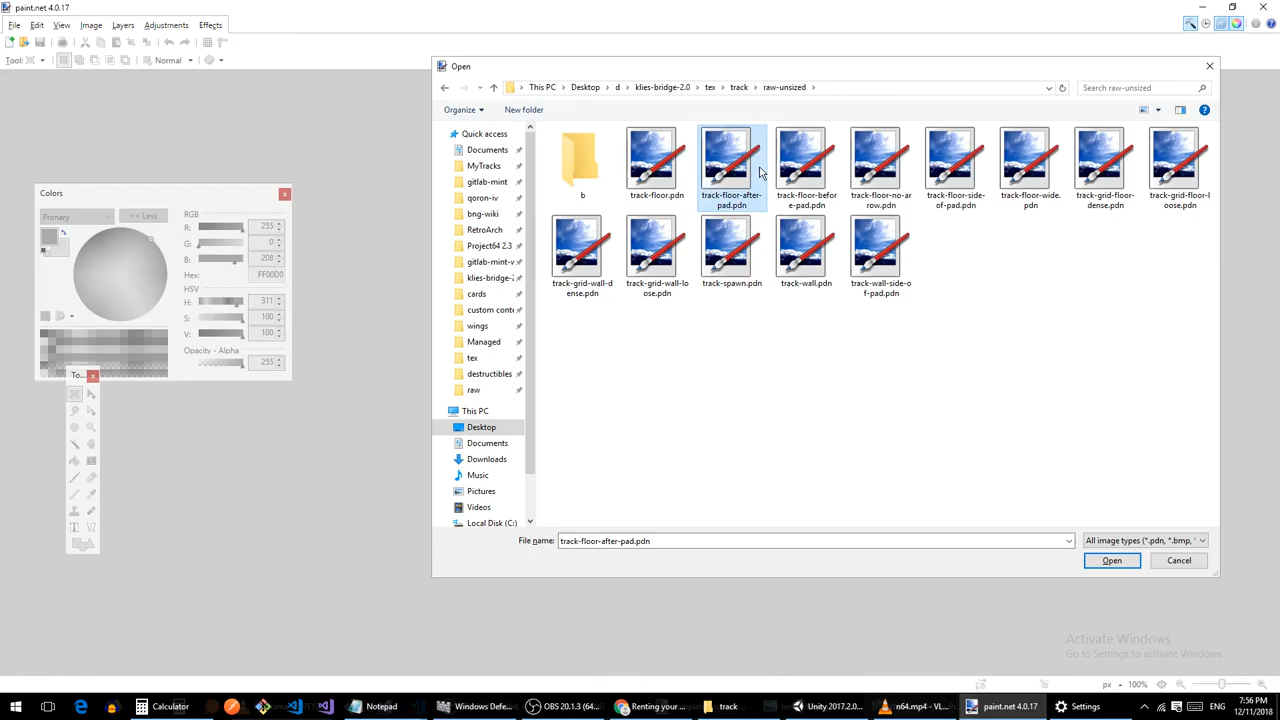 paint.net 4.0.17
File Edit View Image Layers Adjustments Effects
Tool: Normal
Open
This PC Desktop d klies-bridge-2.0 tex track raw-unsized
Search raw-unsized
Organize New folder
Quick access
Documents
MyTracks
gitlab-mint
qoron-iv
bng-wiki
RetroArch
Project64 2.3
gitlab-mint-w
klies-bridge-2
cards
custom conte
wings
Managed
tex
destructibles
raw
This PC
Desktop
Documents
Downloads
Music
Pictures
Videos
Local Disk (C:)
b
track-floor.pdn
track-floor-after-
pad.pdn
track-floor-befor
e-pad.pdn
track-floor-no-ar
row.pdn
track-floor-side-
of-pad.pdn
track-floor-wide.
pdn
track-grid-floor-
dense.pdn
track-grid-floor-l
oose.pdn
track-grid-wall-d
ense.pdn
track-grid-wall-lo
ose.pdn
track-spawn.pdn
track-wall.pdn
track-wall-side-o
f-pad.pdn
File name: track-floor-after-pad.pdn
All image types (*.pdn, *.bmp,
Open Cancel
Colors
Primary << Less
RGB
R: 255
G: 0
B: 208
Hex: FF00D0
HSV
H: 311
S: 100
V: 100
Opacity - Alpha
255
To...
Activate Windows
Go to Settings to activate Windows.
px 100%
Calculator
Notepad
Windows Defe...
OBS 20.1.3 (64...
Renting your ...
track
Unity 2017.2.0...
n64.mp4 - VL...
paint.net 4.0.17
Settings
7:56 PM
12/11/2018